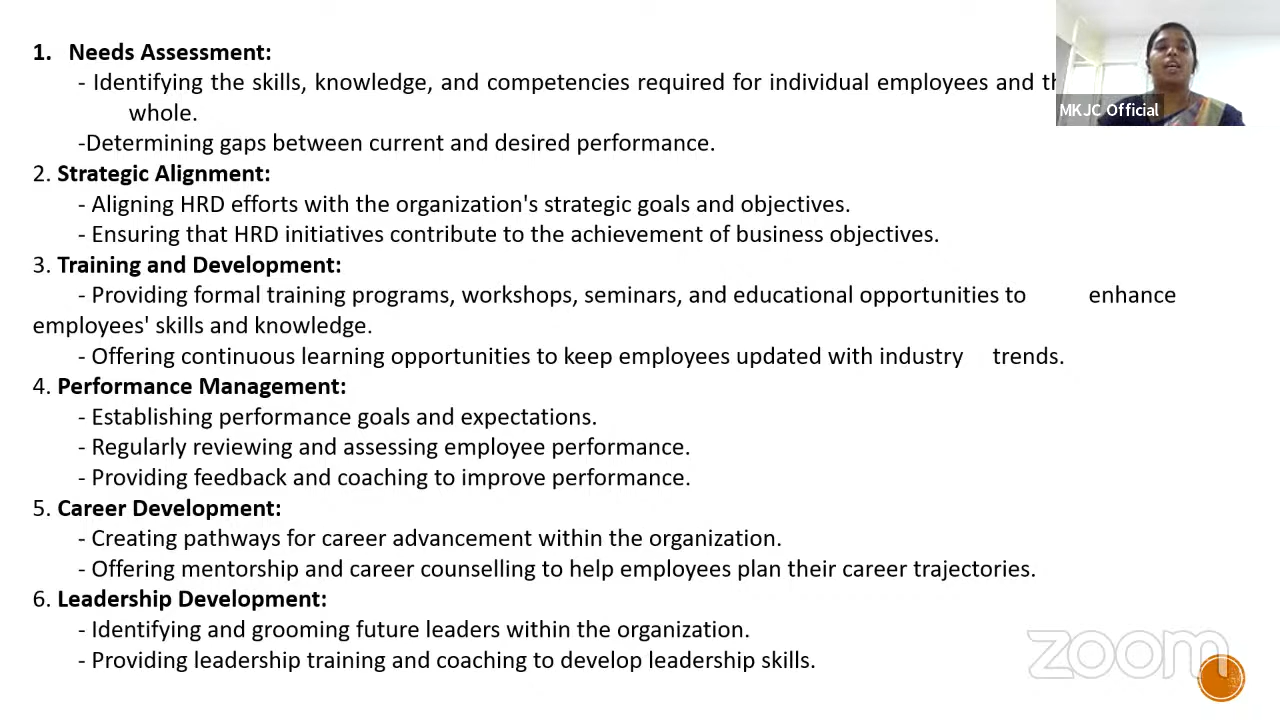 1. Needs Assessment:
- Identifying the skills, knowledge, and competencies required for individual employees and
whole.
-Determining gaps between current and desired performance.
2. Strategic Alignment:
- Aligning HRD efforts with the organization's strategic goals and objectives.
- Ensuring that HRD initiatives contribute to the achievement of business objectives.
3. Training and Development:
- Providing formal training programs, workshops, seminars, and educational opportunities to enhance
employees' skills and knowledge.
- Offering continuous learning opportunities to keep employees updated with industry trends.
4. Performance Management:
- Establishing performance goals and expectations.
- Regularly reviewing and assessing employee performance.
- Providing feedback and coaching to improve performance.
5. Career Development:
- Creating pathways for career advancement within the organization.
- Offering mentorship and career counselling to help employees plan their career trajectories.
6. Leadership Development:
- Identifying and grooming future leaders within the organization.
- Providing leadership training and coaching to develop leadership skills.
MKJC Official
zoom